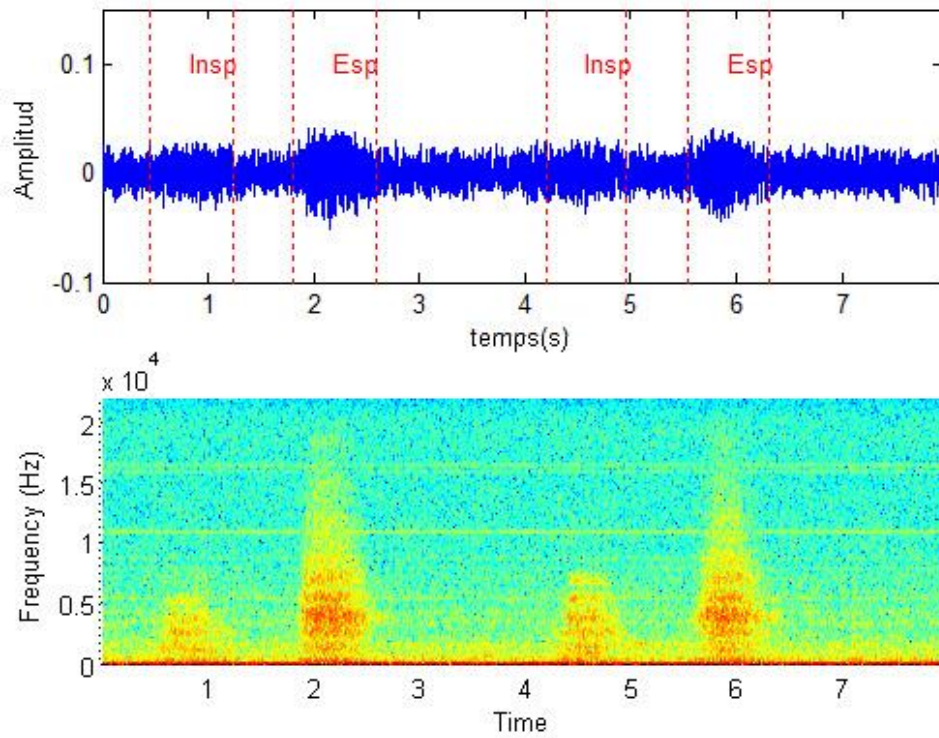 0.1
Insp
Esp
Insp
Esp
Amplitud
0
-0.1
0 1 2 3 4 5 6 7
temps(s)
x 10 4
2
1.5
1
0.5
0
Frequency (Hz)
1 2 3 4 5 6 7
Time